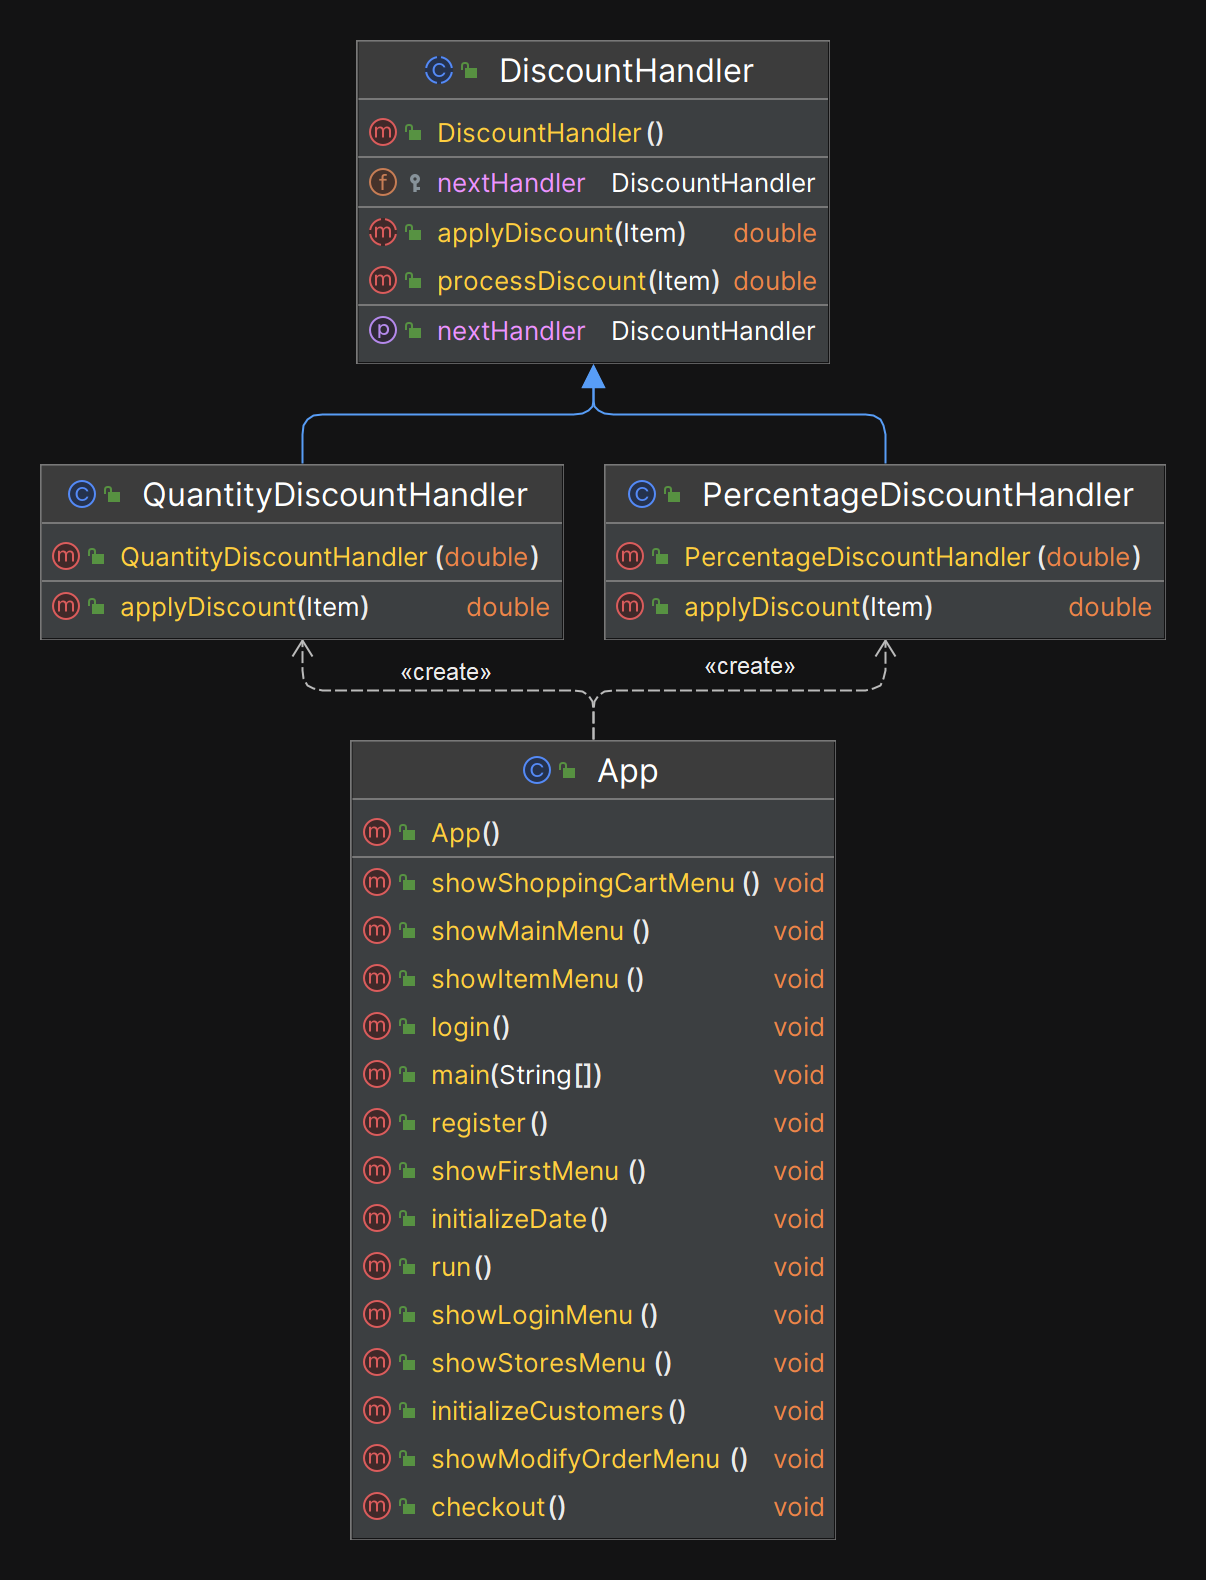 DiscountHandler
DiscountHandler()
nextHandler DiscountHandler
applyDiscount(Item) double
processDiscount(Item) double
nextHandler DiscountHandler
QuantityDiscountHandler
QuantityDiscountHandler(double)
applyDiscount(Item) double
PercentageDiscountHandler
PercentageDiscountHandler(double)
applyDiscount(Item) double
«create»
«create»
App
App()
showShoppingCartMenu() void
showMainMenu() void
showItemMenu() void
login() void
main(String[]) void
register() void
showFirstMenu() void
initializeDate() void
run() void
showLoginMenu() void
showStoresMenu() void
initializeCustomers() void
showModifyOrderMenu() void
checkout() void